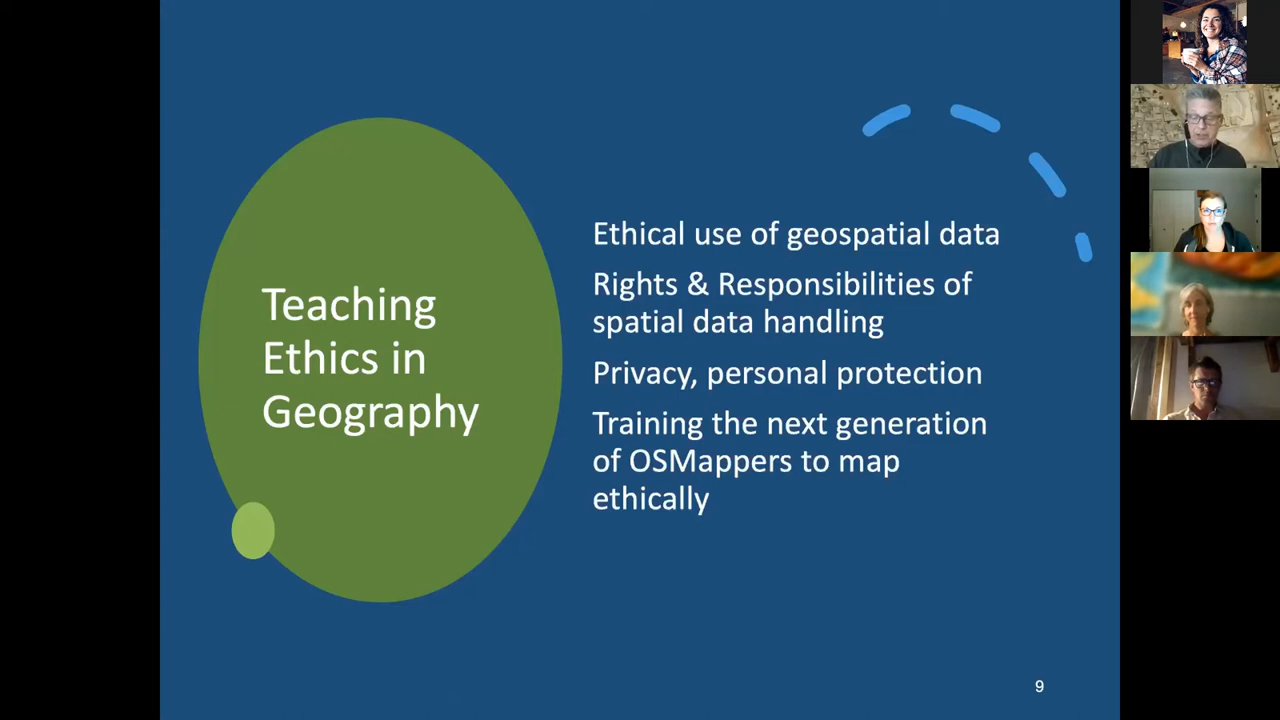 Teaching
Ethics in
Geography
Ethical use of geospatial data
Rights & Responsibilities of
spatial data handling
Privacy, personal protection
Training the next generation
of OSMappers to map
ethically
9